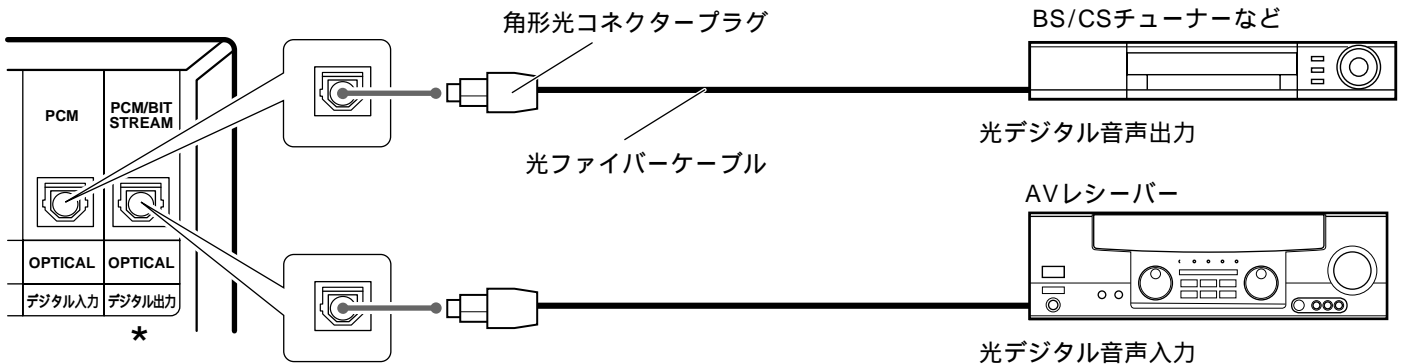 角形光コネクタープラグ
BS/CSチューナーなど
PCM
PCM/BIT
STREAM
光デジタル音声出力
光ファイバーケーブル
AVレシーバー
OPTICAL
OPTICAL
デジタル入力
デジタル出力
*
光デジタル音声入力